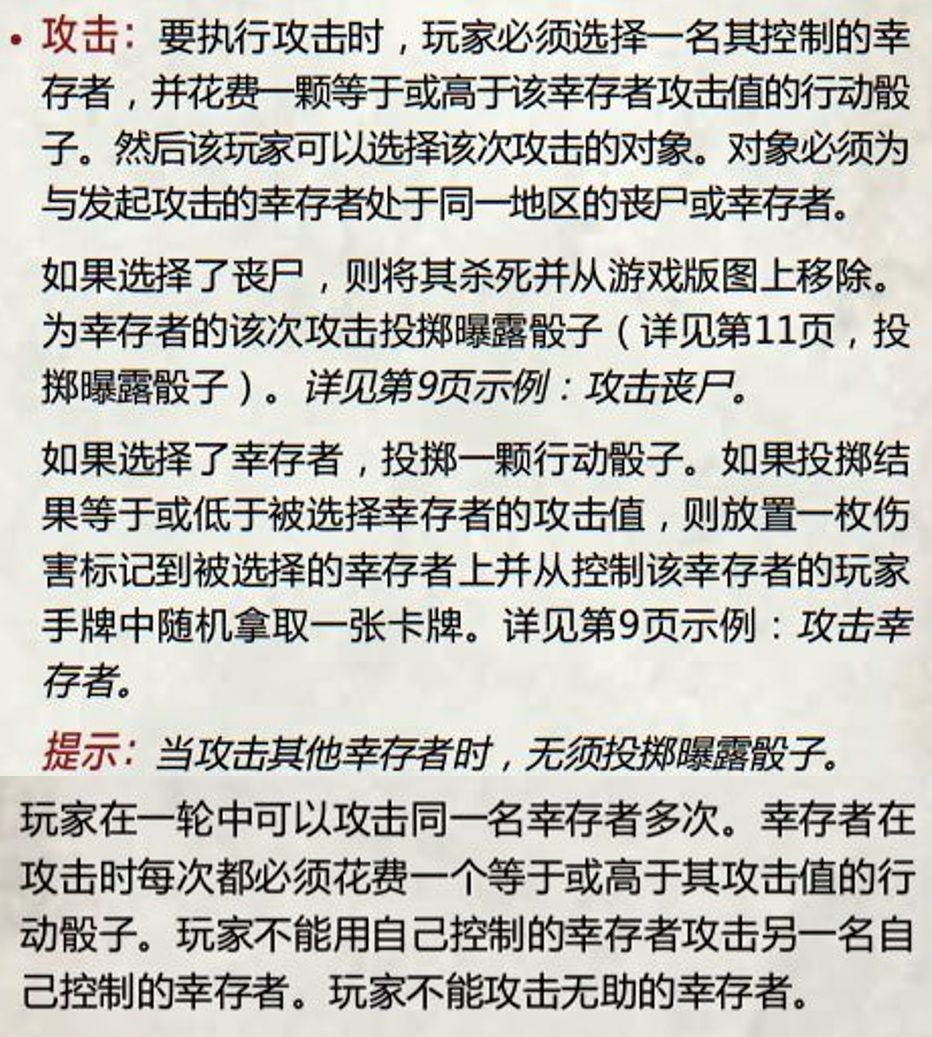 • 攻击：要执行攻击时，玩家必须选择一名其控制的幸
存者，并花费一颗等于或高于该幸存者攻击值的行动骰
子。然后该玩家可以选择该次攻击的对象。对象必须为
与发起攻击的幸存者处于同一地区的丧尸或幸存者。
如果选择了丧尸，则将其杀死并从游戏版图上移除。
为幸存者的该次攻击投掷曝露骰子（详见第11页，投
掷曝露骰子）。详见第9页示例：攻击丧尸。
如果选择了幸存者，投掷一颗行动骰子。如果投掷结
果等于或低于被选择幸存者的攻击值，则放置一枚伤
害标记到被选择的幸存者上并从控制该幸存者的玩家
手牌中随机拿取一张卡牌。详见第9页示例：攻击幸
存者。
提示：当攻击其他幸存者时，无须投掷曝露骰子。
玩家在一轮中可以攻击同一名幸存者多次。幸存者在
攻击时每次都必须花费一个等于或高于其攻击值的行
动骰子。玩家不能用自己控制的幸存者攻击另一名自
己控制的幸存者。玩家不能攻击无助的幸存者。